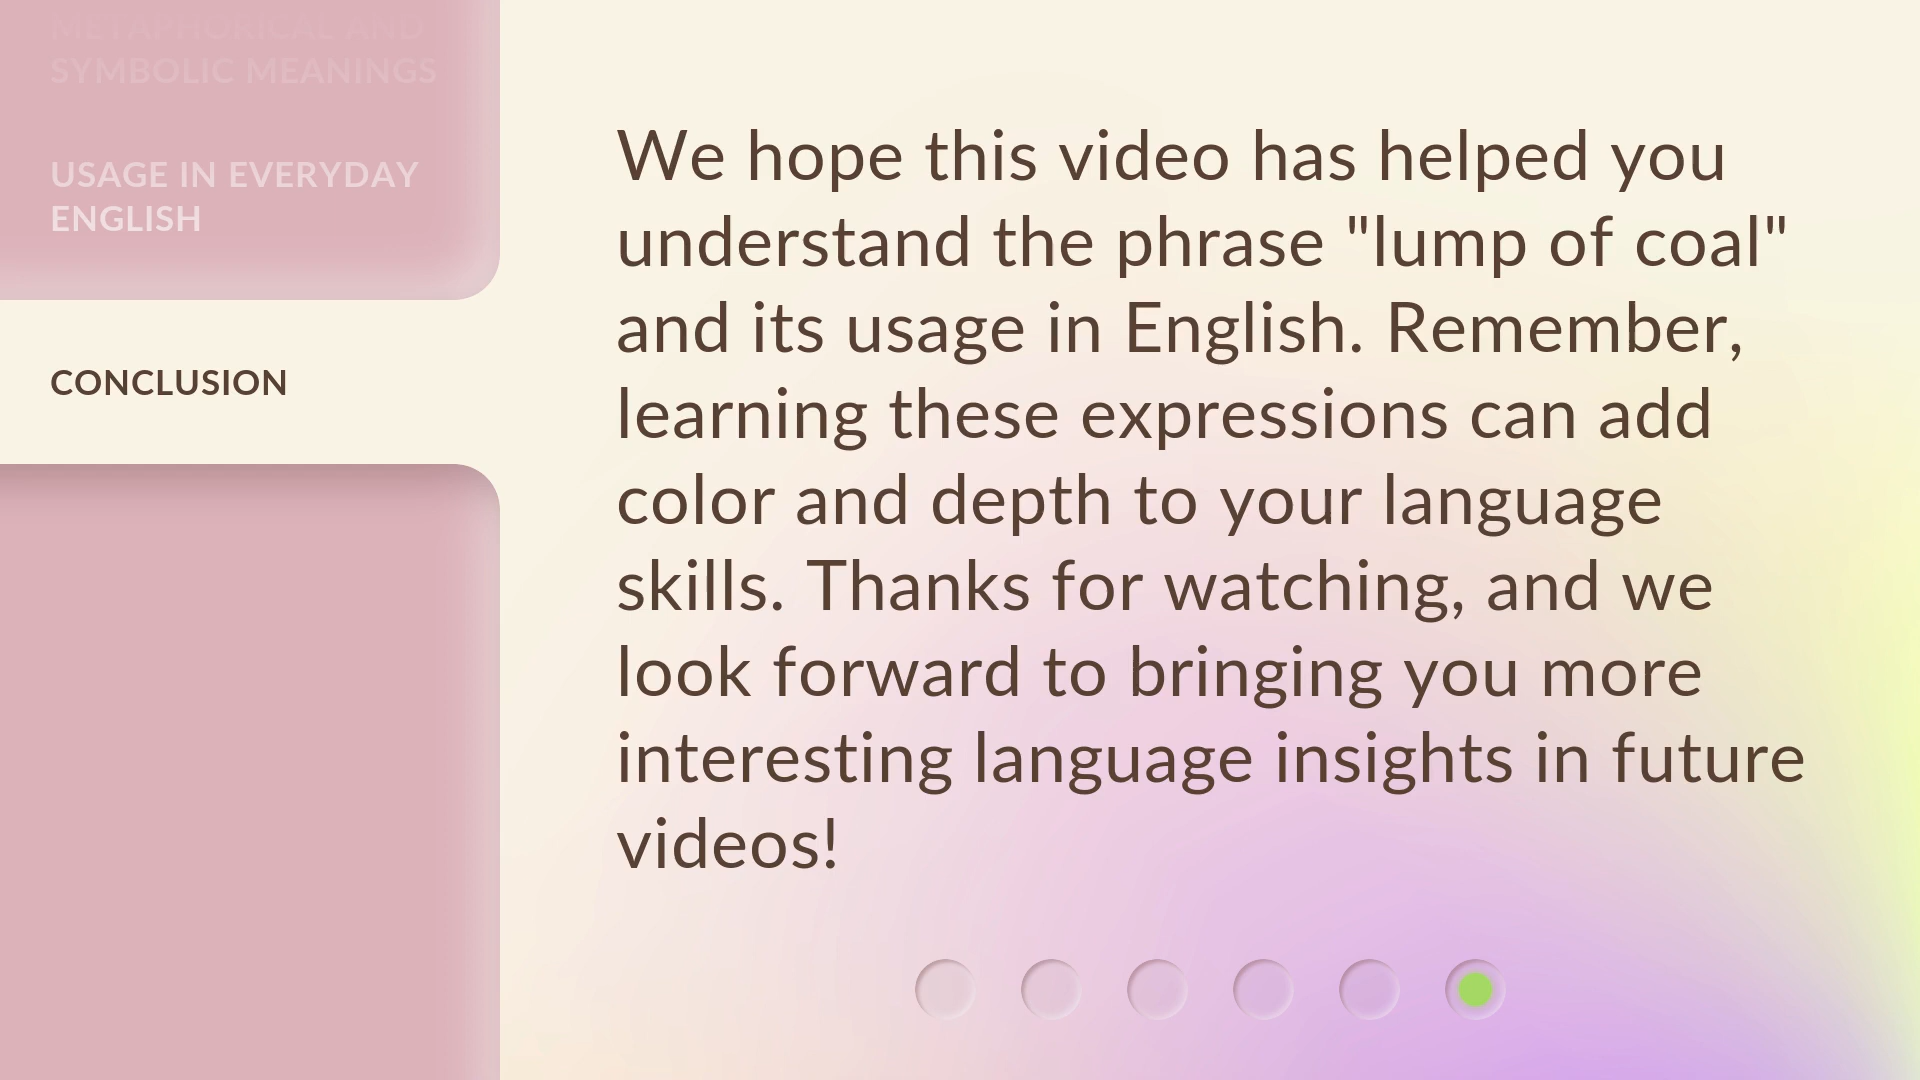 METAPHORICAL AND
SYMBOLIC MEANINGS
USAGE IN EVERYDAY
ENGLISH
CONCLUSION
We hope this video has helped you
understand the phrase "lump of coal"
and its usage in English. Remember,
learning these expressions can add
color and depth to your language
skills. Thanks for watching, and we
look forward to bringing you more
interesting language insights in future
videos!